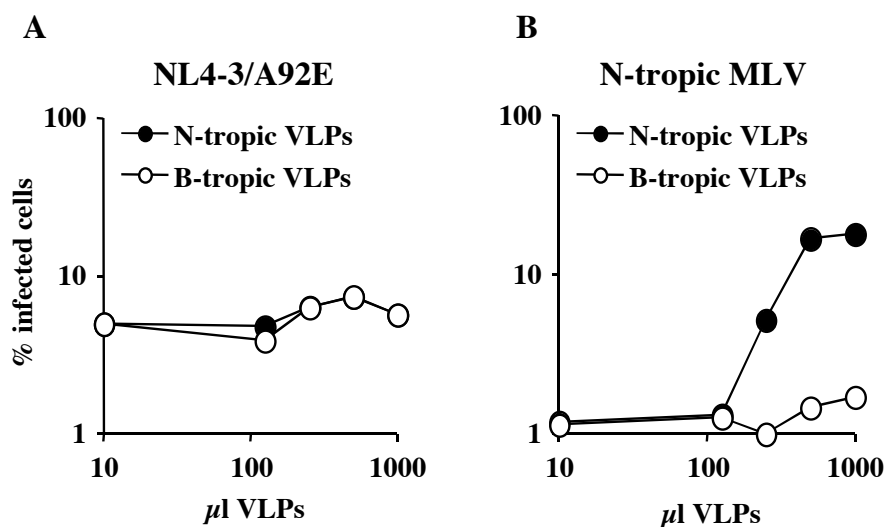 A
NL4-3/A92E
100
N-tropic VLPs
B-tropic VLPs
10
1
10
100
1000
% infected cells
µl VLPs
B
N-tropic MLV
100
N-tropic VLPs
B-tropic VLPs
10
1
10
100
1000
µl VLPs